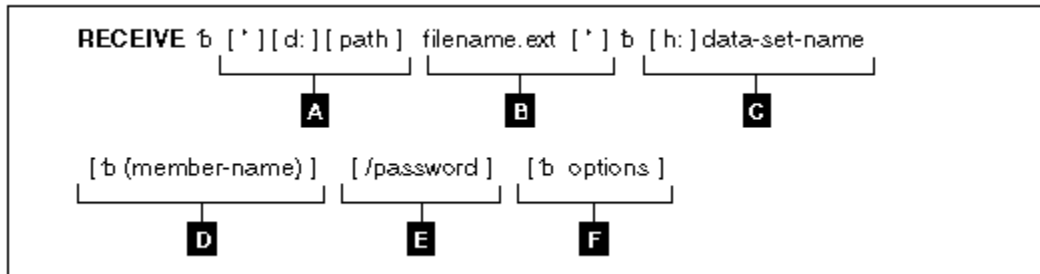 RECEIVE ␢ ['][d:][path] filename.ext ['] ␢ [h:]data-set-name
A B C
[␢ (member-name)] [/password] [␢ options]
D E F